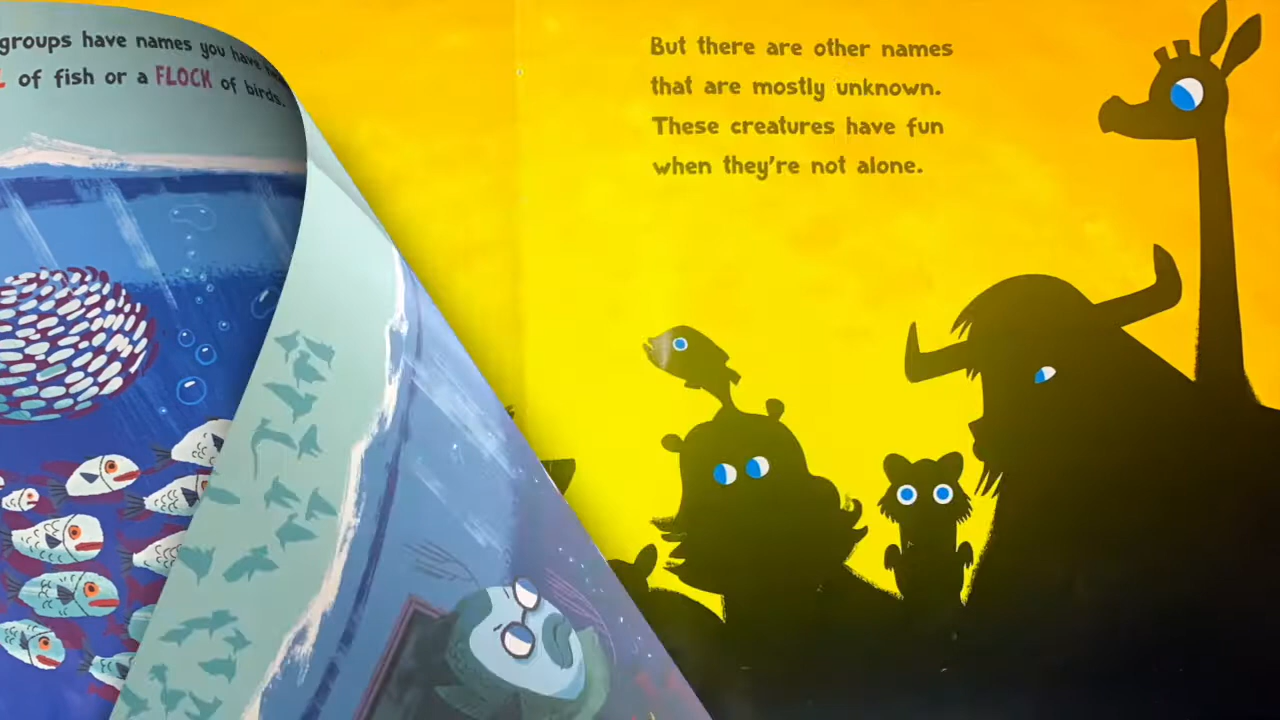 groups have names you have
of fish or a FLOCK of birds.
But there are other names
that are mostly unknown.
These creatures have fun
when they're not alone.